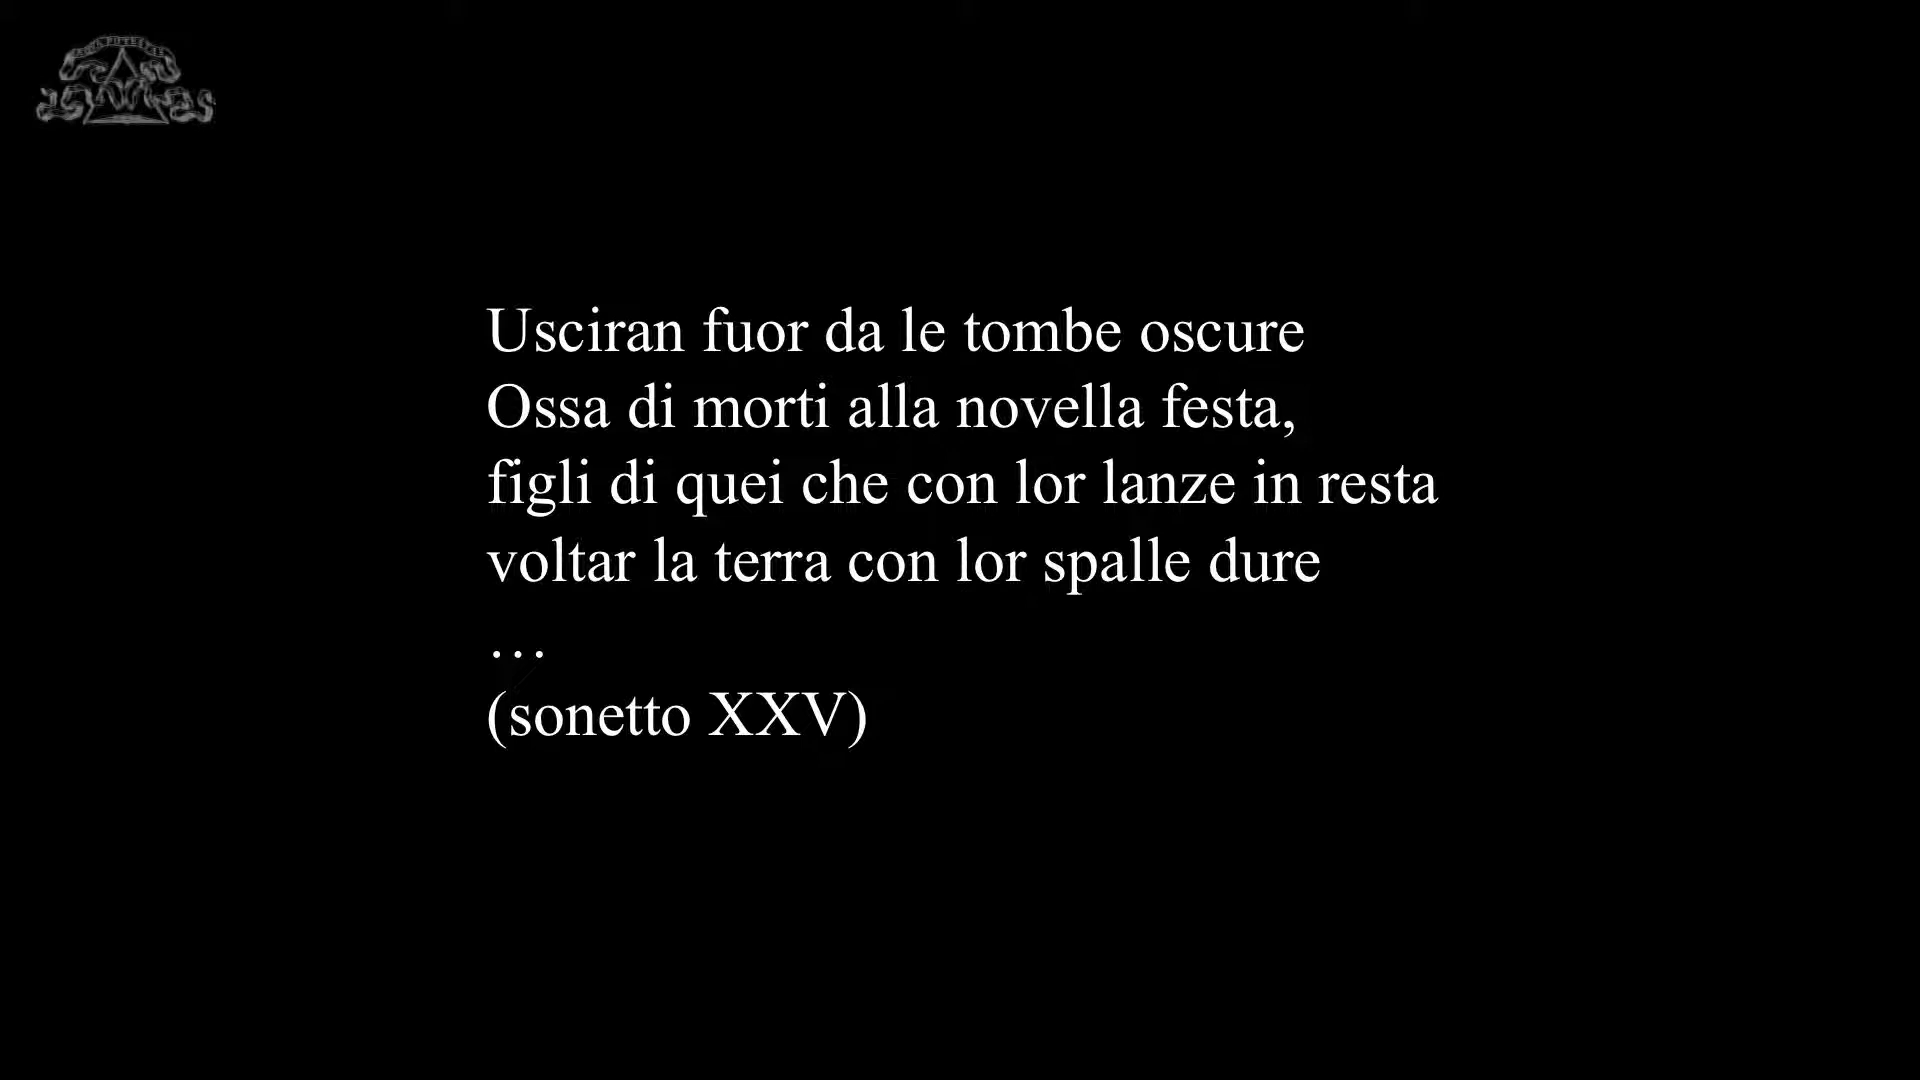 Usciran fuor da le tombe oscure
Ossa di morti alla novella festa,
figli di quei che con lor lanze in resta
voltar la terra con lor spalle dure
…
(sonetto XXV)